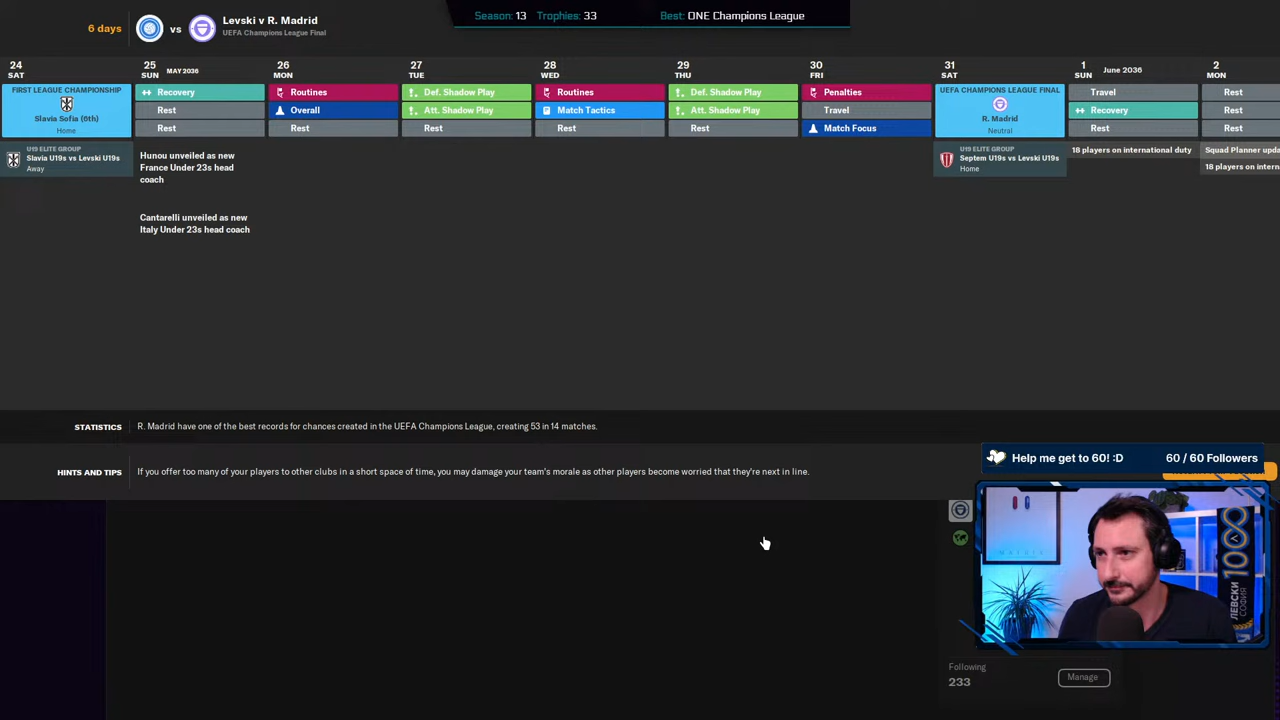 Season: 13 Trophies: 33 Best: ONE Champions League
6 days
vs
Levski v R. Madrid
UEFA Champions League Final
24
SAT
25
SUN
MAY 2036
26
MON
27
TUE
28
WED
29
THU
30
FRI
31
SAT
1
SUN
June 2036
2
MON
FIRST LEAGUE CHAMPIONSHIP
Slavia Sofia (6th)
Home
Recovery
Rest
Rest
Routines
Overall
Rest
Def. Shadow Play
Att. Shadow Play
Rest
Routines
Match Tactics
Rest
Def. Shadow Play
Att. Shadow Play
Rest
Penalties
Travel
Match Focus
UEFA CHAMPIONS LEAGUE FINAL
R. Madrid
Neutral
Travel
Recovery
Rest
Rest
Rest
Rest
U19 ELITE GROUP
Slavia U19s vs Levski U19s
Away
Hunou unveiled as new
France Under 23s head
coach
Cantarelli unveiled as new
Italy Under 23s head coach
U19 ELITE GROUP
Septem U19s vs Levski U19s
Home
18 players on international duty
Squad Planner upda
18 players on intern
STATISTICS
R. Madrid have one of the best records for chances created in the UEFA Champions League, creating 53 in 14 matches.
HINTS AND TIPS
If you offer too many of your players to other clubs in a short space of time, you may damage your team's morale as other players become worried that they're next in line.
Help me get to 60! :D 60 / 60 Followers
ЛЕВСКИ
СОФИЯ
100
Following
233
Manage